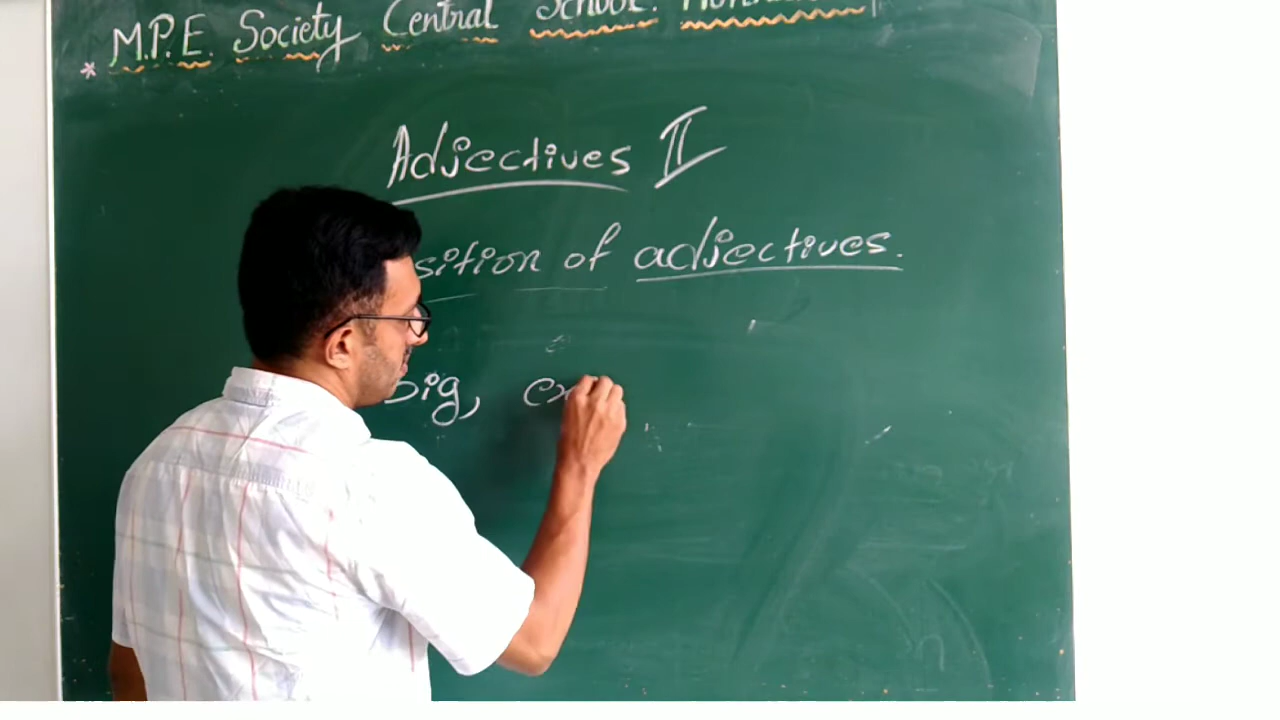 * M.P.E. Society Central School.
Adjectives II
sition of adjectives.
big, ex